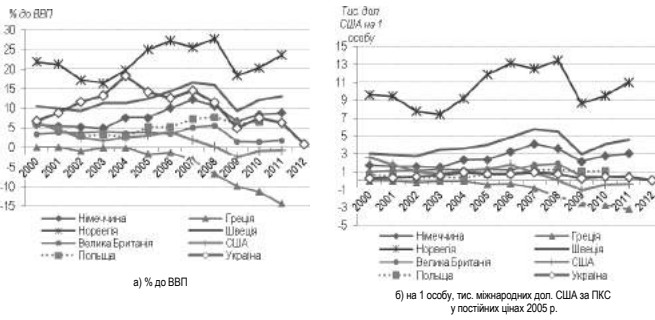 % до ВВП
30
25
20
15
10
5
0
-5
-10
-15
2000
2001
2002
2003
2004
2005
2006
2007
2008
2009
2010
2011
2012
Німеччина
Греція
Норвегія
Швеція
Велика Британія
США
Польща
Україна
а) % до ВВП
Тис. дол.
США на 1
особу
15
13
11
9
7
5
3
1
-1
-3
2000
2001
2002
2003
2004
2005
2006
2007
2008
2009
2010
2011
2012
Німеччина
Греція
Норвегія
Швеція
Велика Британія
США
Польща
Україна
б) на 1 особу, тис. міжнародних дол. США за ПКС
у постійних цінах 2005 р.